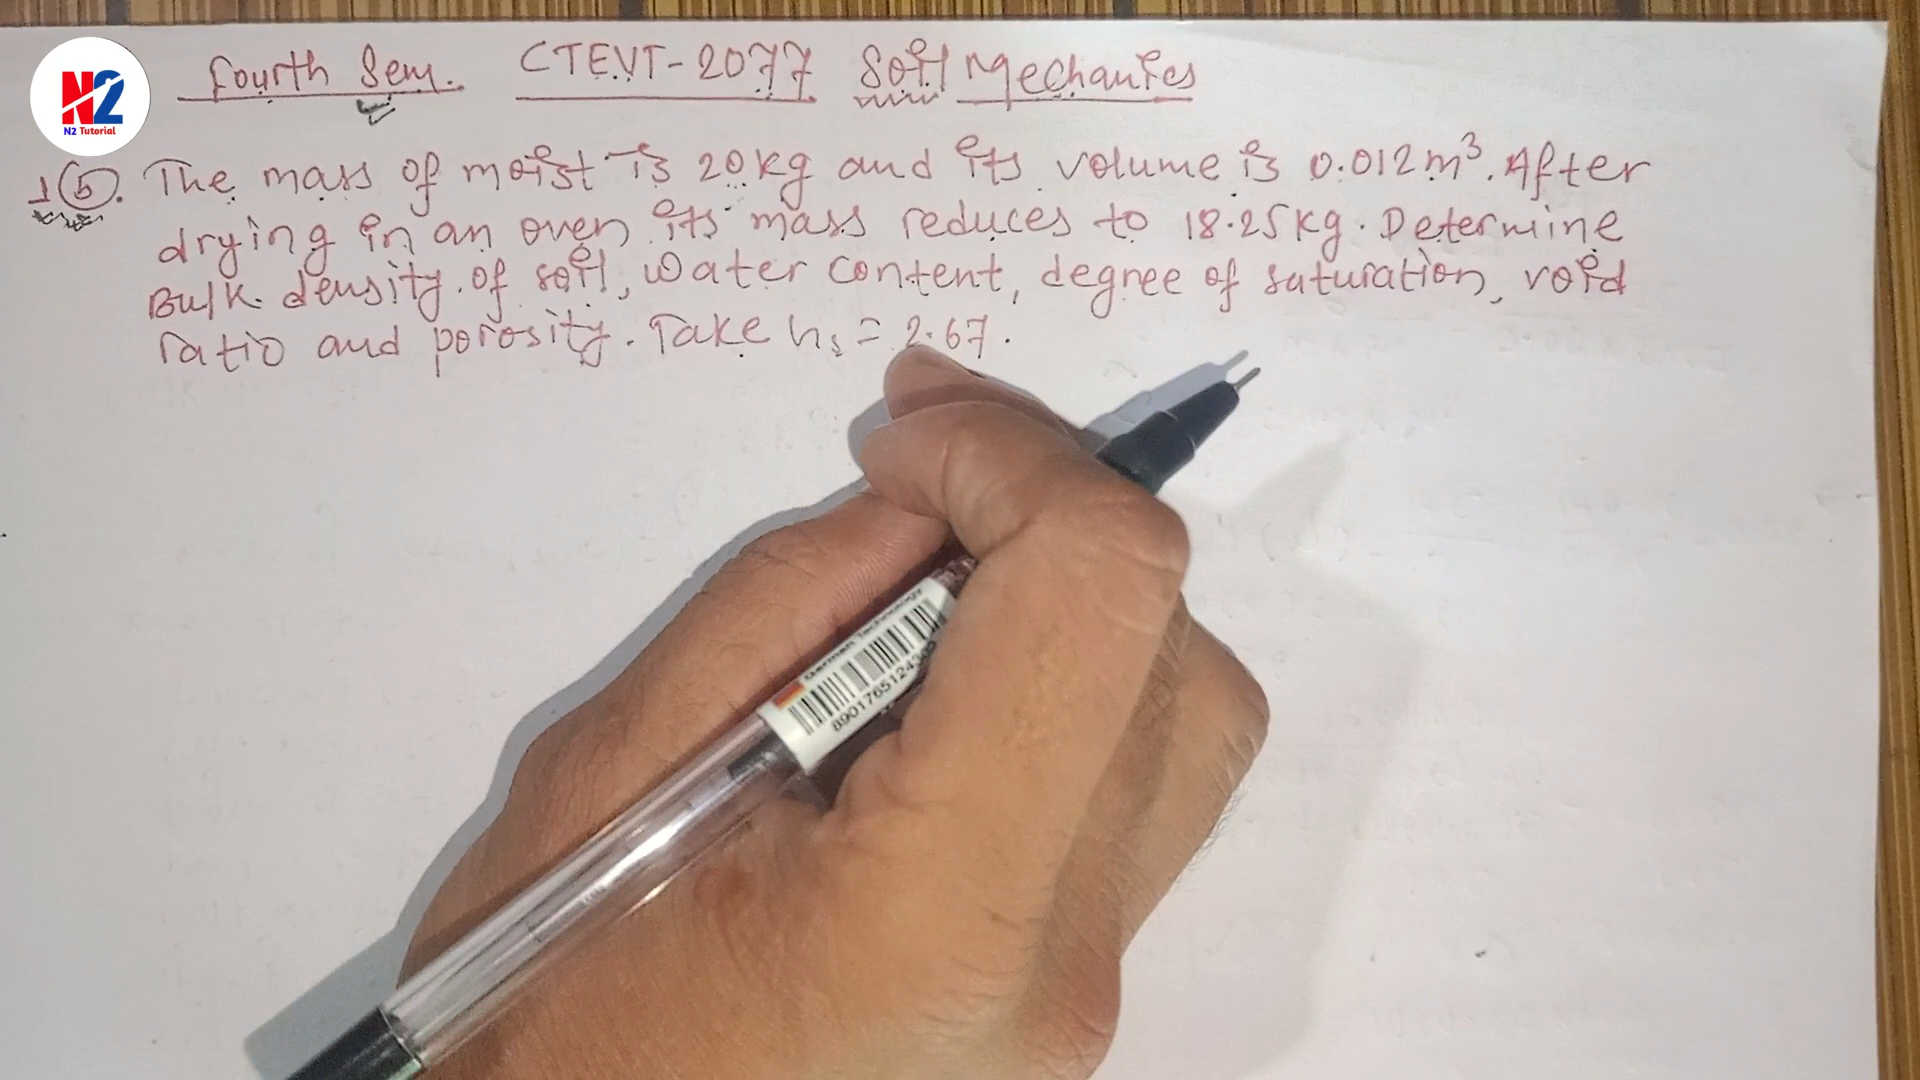 N2
N2 Tutorial
Fourth Sem. CTEVT-2077 Soil Mechanics
1(b). The mass of moist is 20kg and its volume is 0.012m³. After
drying in an oven its mass reduces to 18.25kg. Determine
Bulk density of soil, water content, degree of saturation, void
ratio and porosity. Take hs = 2.67.
German Technology